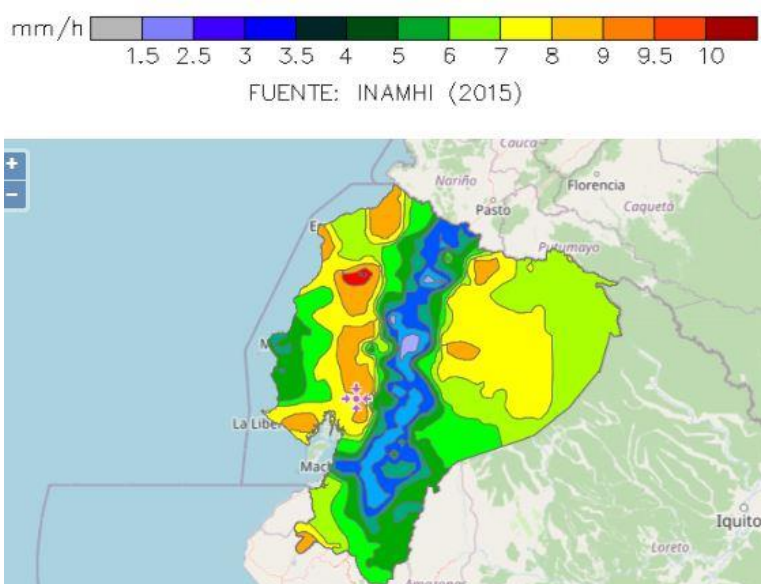 mm/h
1.5 2.5 3 3.5 4 5 6 7 8 9 9.5 10
FUENTE: INAMHI (2015)
+
−
Cauca
Nariño
Florencia
Pasto
Caquetá
Putumayo
La Liber
Mac
Iquito
Loreto
Amazonas